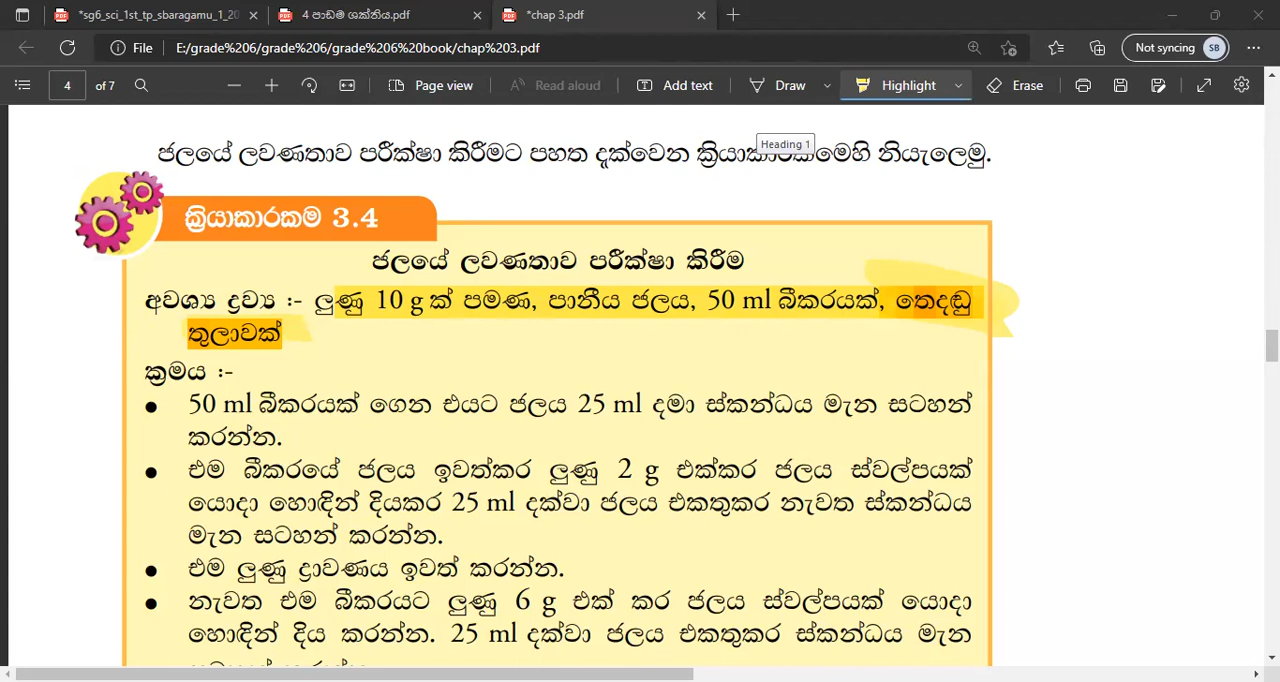 *sg6_sci_1st_tp_sbaragamu_1_20
4 පාඩම ශක්තිය.pdf
*chap 3.pdf
File
E:/grade%206/grade%206/grade%206%20book/chap%203.pdf
Not syncing
SB
4
of 7
Page view
Read aloud
Add text
Draw
Highlight
Erase
Heading 1
ජලයේ ලවණතාව පරීක්ෂා කිරීමට පහත දැක්වෙන ක්‍රියාකාරකමෙහි නියැලෙමු.
ක්‍රියාකාරකම 3.4
ජලයේ ලවණතාව පරීක්ෂා කිරීම
අවශ්‍ය ද්‍රව්‍ය :- ලුණු 10 g ක් පමණ, පානීය ජලය, 50 ml බීකරයක්, තෙදඬු
තුලාවක්
ක්‍රමය :-
● 50 ml බීකරයක් ගෙන එයට ජලය 25 ml දමා ස්කන්ධය මැන සටහන්
කරන්න.
● එම බීකරයේ ජලය ඉවත්කර ලුණු 2 g එක්කර ජලය ස්වල්පයක්
යොදා හොඳින් දියකර 25 ml දක්වා ජලය එකතුකර නැවත ස්කන්ධය
මැන සටහන් කරන්න.
● එම ලුණු ද්‍රාවණය ඉවත් කරන්න.
● නැවත එම බීකරයට ලුණු 6 g එක් කර ජලය ස්වල්පයක් යොදා
හොඳින් දිය කරන්න. 25 ml දක්වා ජලය එකතුකර ස්කන්ධය මැන